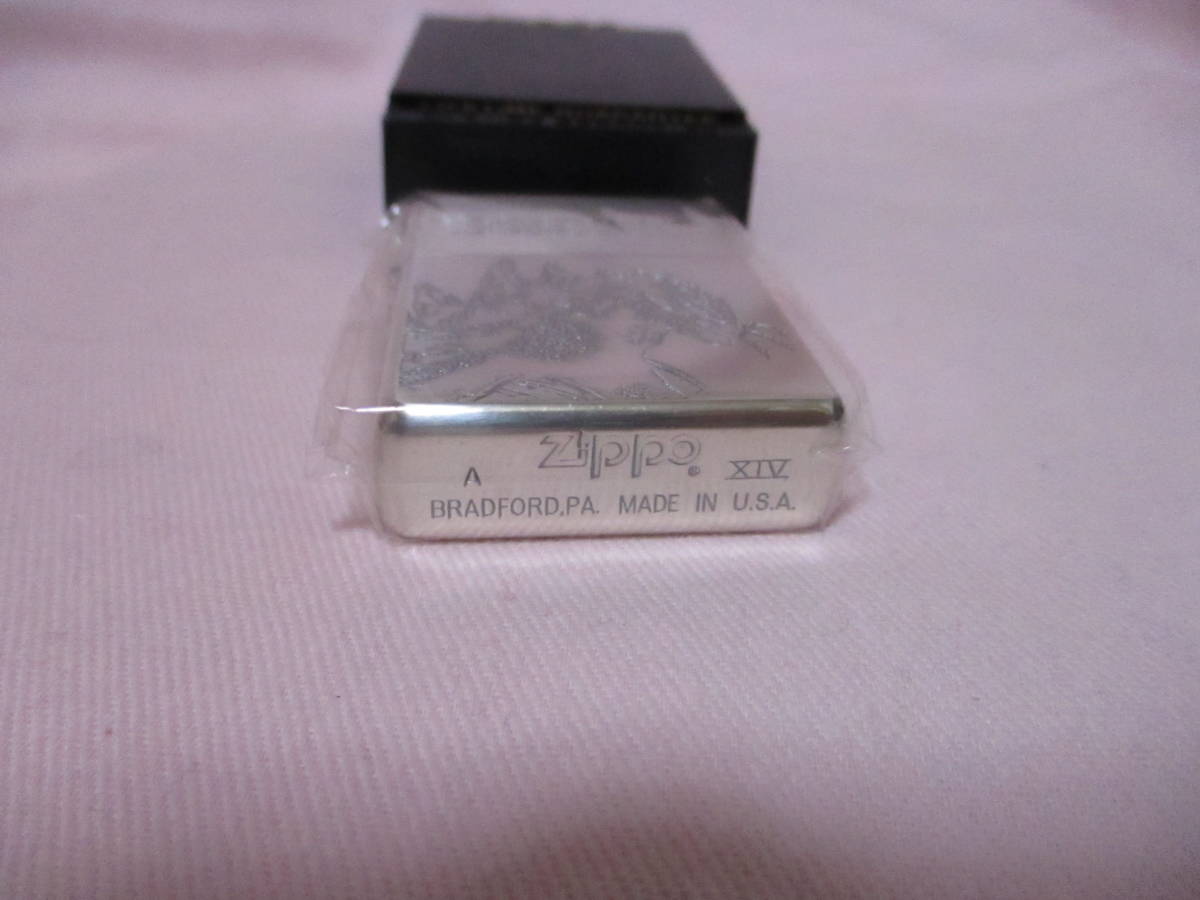 Zippo®
A XIV
BRADFORD,PA. MADE IN U.S.A.